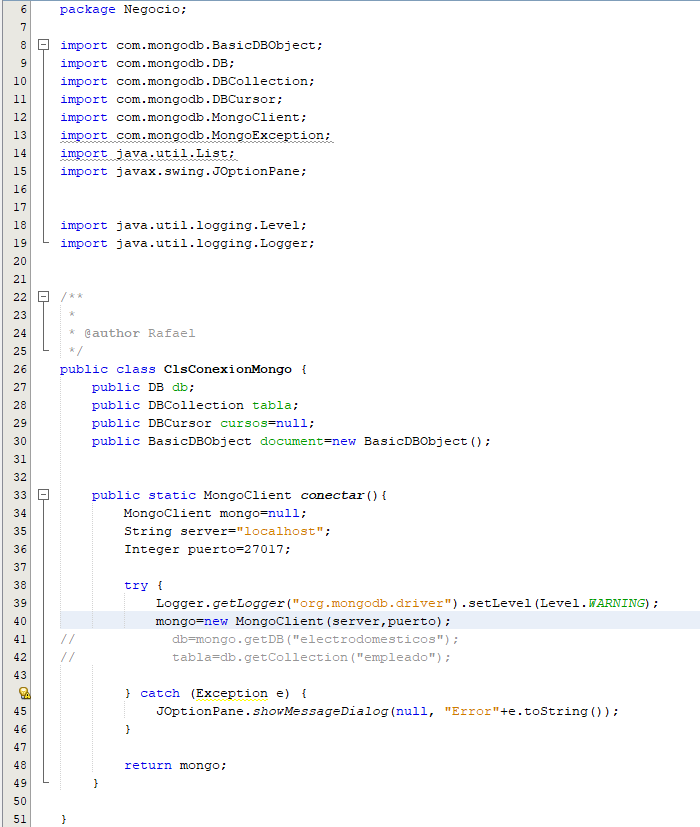 6 package Negocio;
7
8 import com.mongodb.BasicDBObject;
9 import com.mongodb.DB;
10 import com.mongodb.DBCollection;
11 import com.mongodb.DBCursor;
12 import com.mongodb.MongoClient;
13 import com.mongodb.MongoException;
14 import java.util.List;
15 import javax.swing.JOptionPane;
16
17
18 import java.util.logging.Level;
19 import java.util.logging.Logger;
20
21
22 /**
23  *
24  * @author Rafael
25  */
26 public class ClsConexionMongo {
27     public DB db;
28     public DBCollection tabla;
29     public DBCursor cursos=null;
30     public BasicDBObject document=new BasicDBObject();
31
32
33     public static MongoClient conectar(){
34         MongoClient mongo=null;
35         String server="localhost";
36         Integer puerto=27017;
37
38         try {
39             Logger.getLogger("org.mongodb.driver").setLevel(Level.WARNING);
40             mongo=new MongoClient(server,puerto);
41 //            db=mongo.getDB("electrodomesticos");
42 //            tabla=db.getCollection("empleado");
43
        } catch (Exception e) {
45             JOptionPane.showMessageDialog(null, "Error"+e.toString());
46         }
47
48         return mongo;
49     }
50
51 }